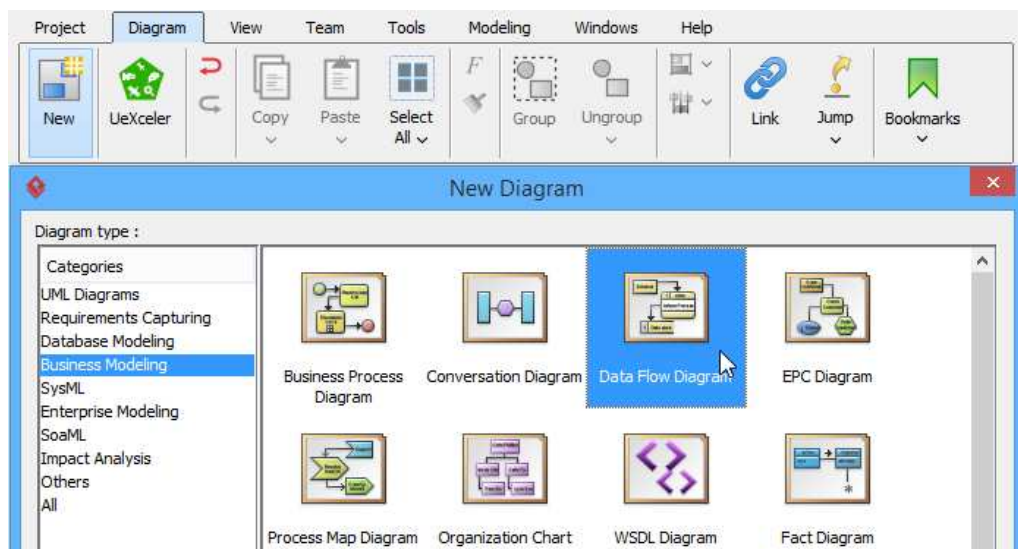 Project Diagram View Team Tools Modeling Windows Help
New UeXceler Copy Paste Select All Group Ungroup Link Jump Bookmarks
New Diagram
Diagram type :
Categories
UML Diagrams
Requirements Capturing
Database Modeling
Business Modeling
SysML
Enterprise Modeling
SoaML
Impact Analysis
Others
All
Business Process Diagram Conversation Diagram Data Flow Diagram EPC Diagram
Process Map Diagram Organization Chart WSDL Diagram Fact Diagram